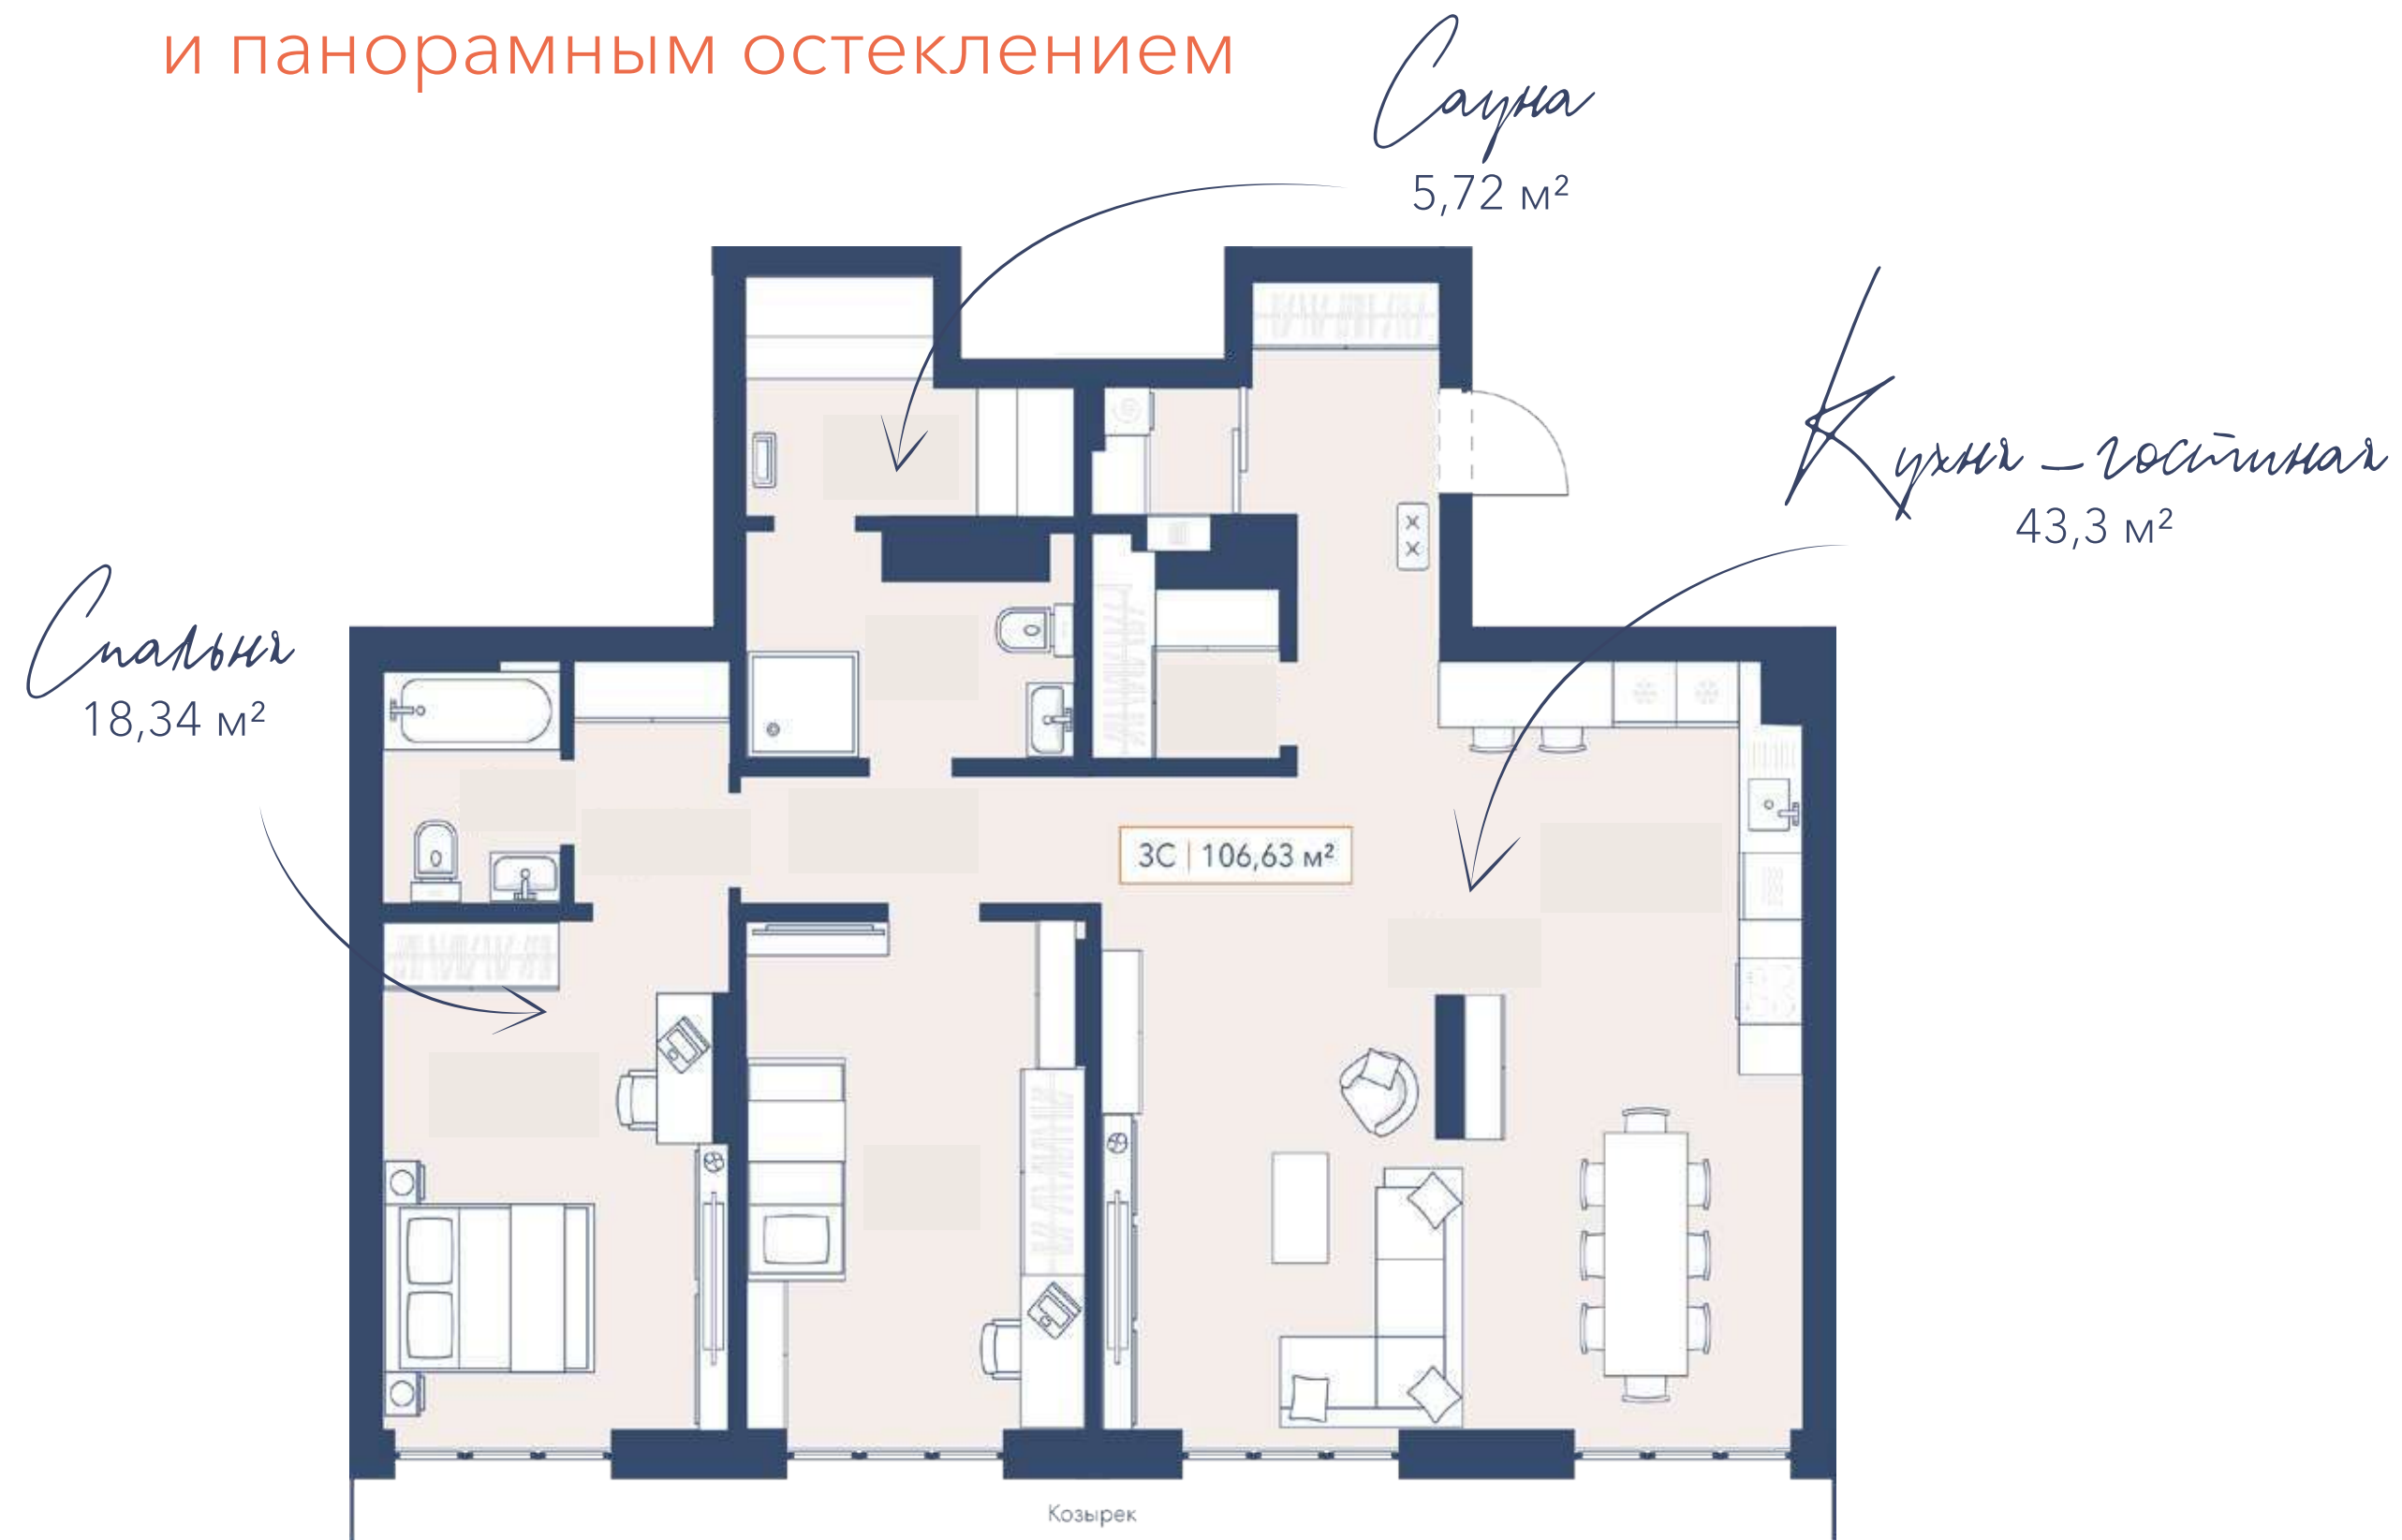 и панорамным остеклением
Сауна
5,72 м²
Кухня-гостиная
43,3 м²
Спальня
18,34 м²
3С | 106,63 м²
Козырек